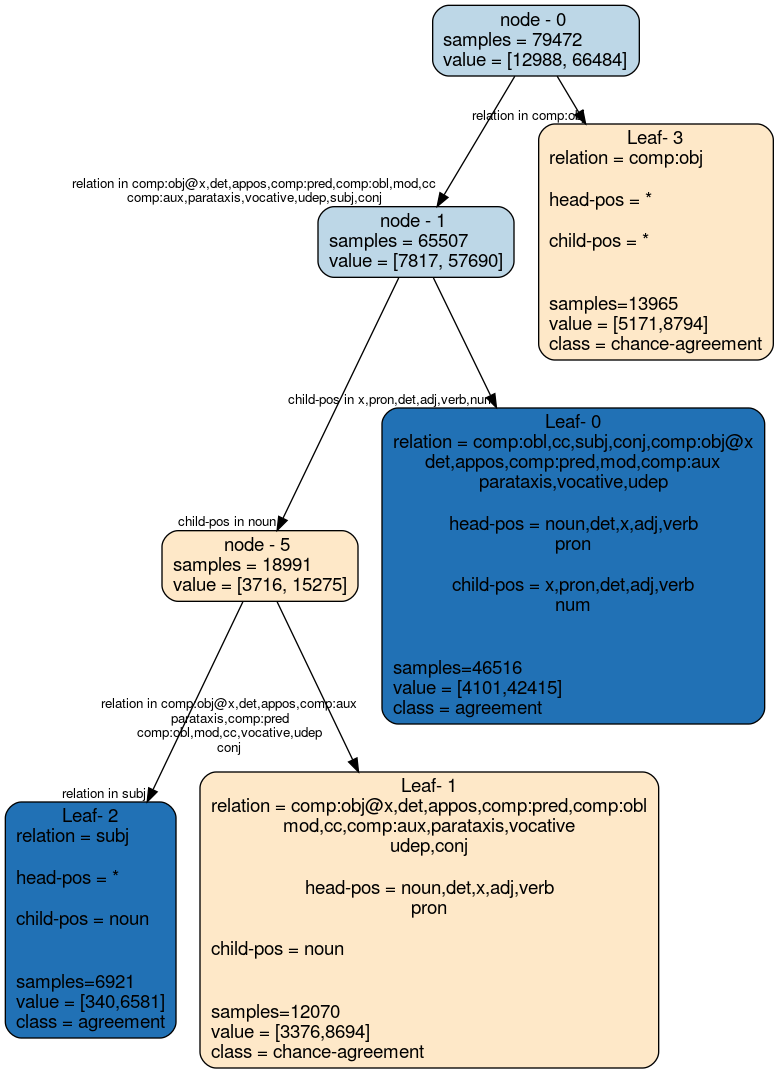 node - 0
samples = 79472
value = [12988, 66484]
relation in comp:obj
Leaf- 3
relation = comp:obj
head-pos = *
child-pos = *
samples=13965
value = [5171,8794]
class = chance-agreement
relation in comp:obj@x,det,appos,comp:pred,comp:obl,mod,cc
comp:aux,parataxis,vocative,udep,subj,conj
node - 1
samples = 65507
value = [7817, 57690]
child-pos in x,pron,det,adj,verb,num
Leaf- 0
relation = comp:obl,cc,subj,conj,comp:obj@x
det,appos,comp:pred,mod,comp:aux
parataxis,vocative,udep
head-pos = noun,det,x,adj,verb
pron
child-pos = x,pron,det,adj,verb
num
samples=46516
value = [4101,42415]
class = agreement
child-pos in noun
node - 5
samples = 18991
value = [3716, 15275]
relation in comp:obj@x,det,appos,comp:aux
parataxis,comp:pred
comp:obl,mod,cc,vocative,udep
conj
relation in subj
Leaf- 2
relation = subj
head-pos = *
child-pos = noun
samples=6921
value = [340,6581]
class = agreement
Leaf- 1
relation = comp:obj@x,det,appos,comp:pred,comp:obl
mod,cc,comp:aux,parataxis,vocative
udep,conj
head-pos = noun,det,x,adj,verb
pron
child-pos = noun
samples=12070
value = [3376,8694]
class = chance-agreement